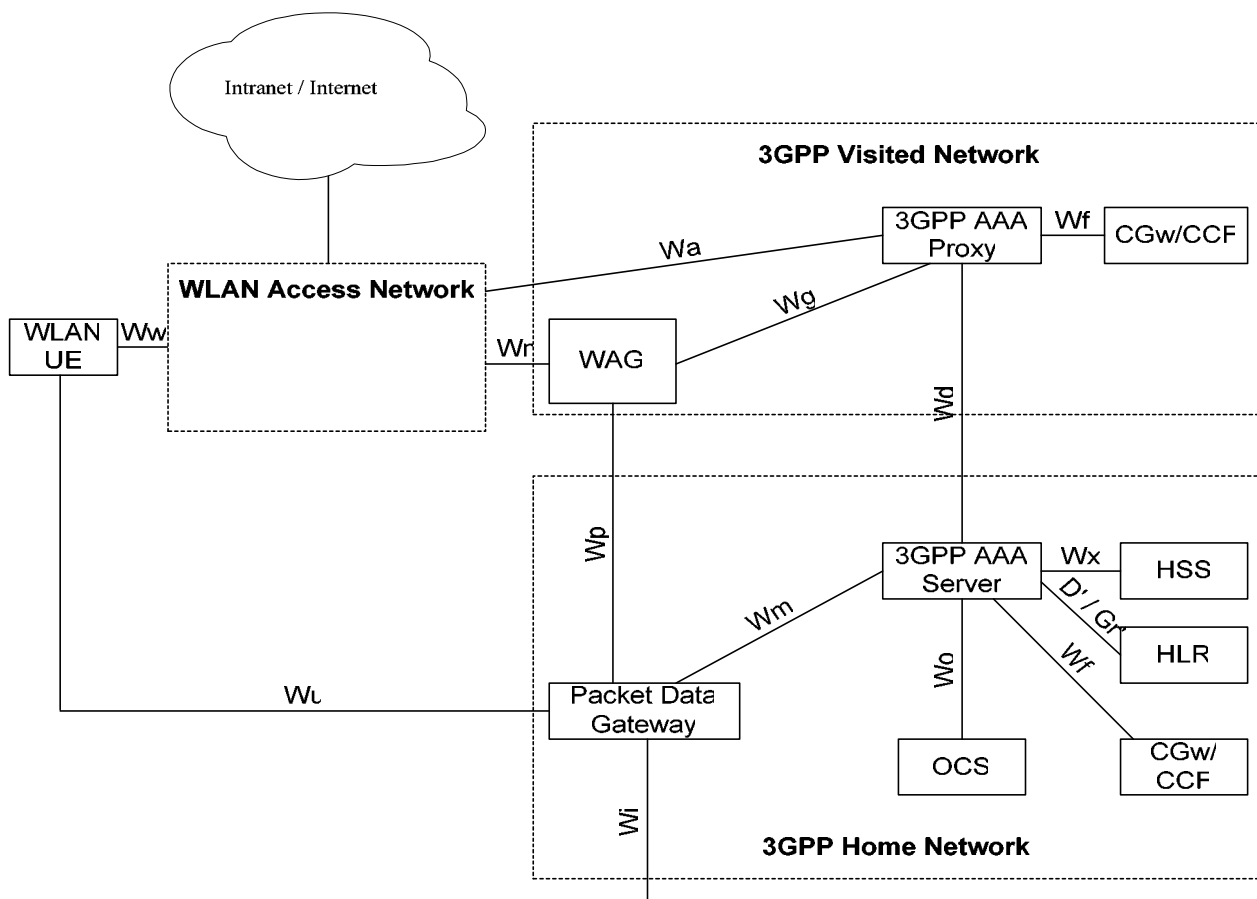 Intranet / Internet
3GPP Visited Network
3GPP AAA
Proxy
Wf
CGw/CCF
Wa
WLAN Access Network
Wg
WLAN
UE
Ww
Wn
WAG
Wd
Wp
3GPP AAA
Server
Wx
HSS
D' / Gr'
HLR
Wm
Wo
Wf
Wu
Packet Data
Gateway
OCS
CGw/
CCF
Wi
3GPP Home Network